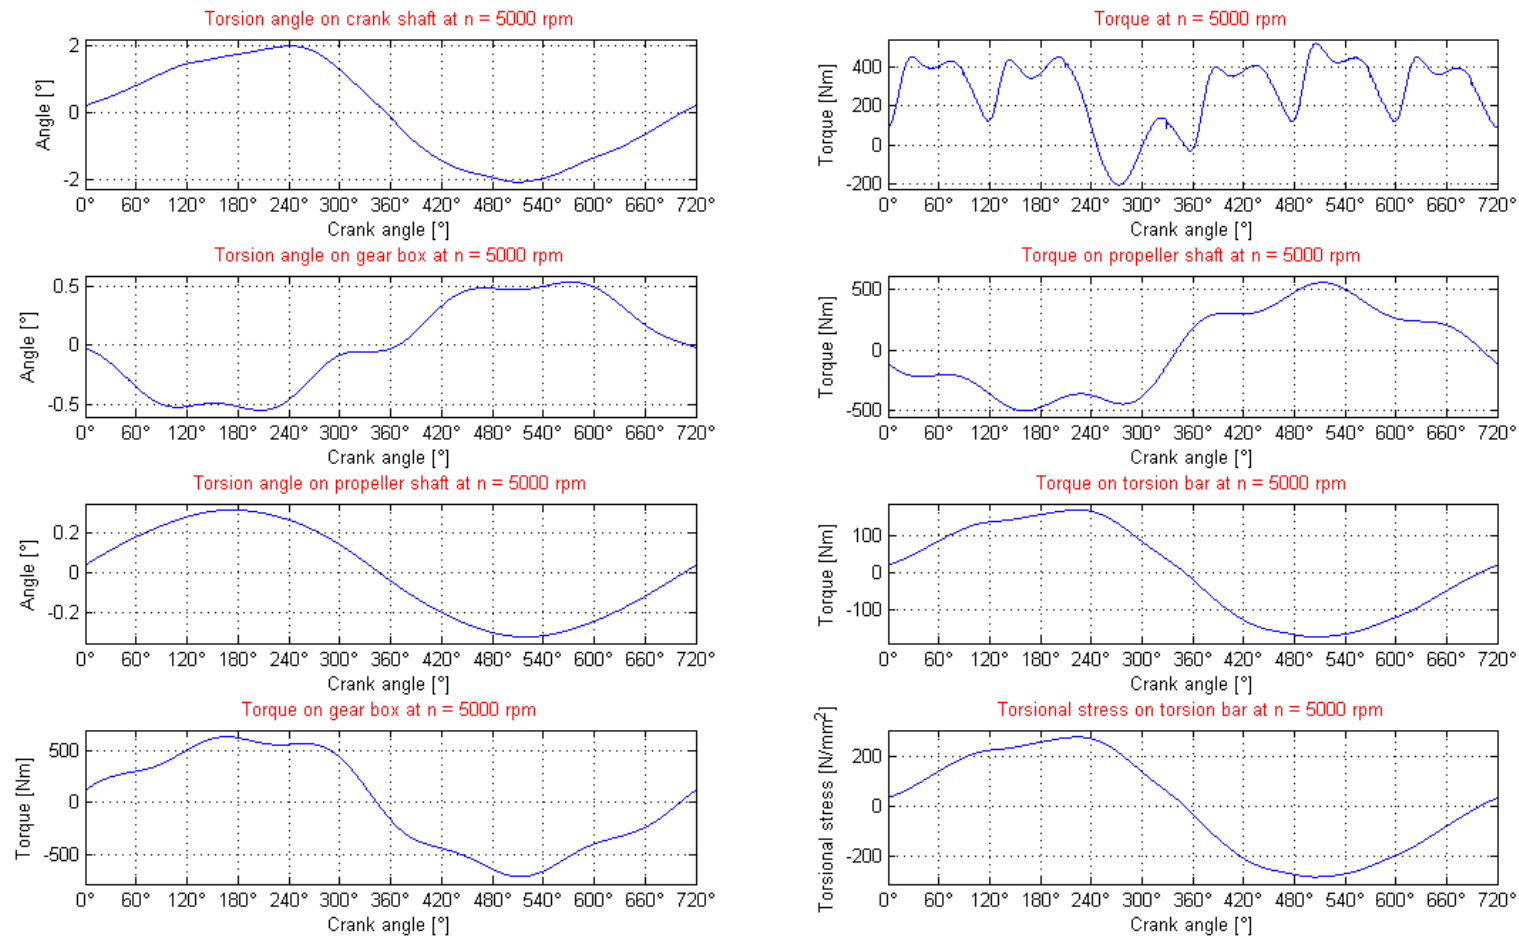 Torsion angle on crank shaft at n = 5000 rpm
Angle [°]
2
0
-2
0° 60° 120° 180° 240° 300° 360° 420° 480° 540° 600° 660° 720°
Crank angle [°]
Torsion angle on gear box at n = 5000 rpm
Angle [°]
0.5
0
-0.5
0° 60° 120° 180° 240° 300° 360° 420° 480° 540° 600° 660° 720°
Crank angle [°]
Torsion angle on propeller shaft at n = 5000 rpm
Angle [°]
0.2
0
-0.2
0° 60° 120° 180° 240° 300° 360° 420° 480° 540° 600° 660° 720°
Crank angle [°]
Torque on gear box at n = 5000 rpm
Torque [Nm]
500
0
-500
0° 60° 120° 180° 240° 300° 360° 420° 480° 540° 600° 660° 720°
Crank angle [°]
Torque at n = 5000 rpm
Torque [Nm]
400
200
0
-200
0° 60° 120° 180° 240° 300° 360° 420° 480° 540° 600° 660° 720°
Crank angle [°]
Torque on propeller shaft at n = 5000 rpm
Torque [Nm]
500
0
-500
0° 60° 120° 180° 240° 300° 360° 420° 480° 540° 600° 660° 720°
Crank angle [°]
Torque on torsion bar at n = 5000 rpm
Torque [Nm]
100
0
-100
0° 60° 120° 180° 240° 300° 360° 420° 480° 540° 600° 660° 720°
Crank angle [°]
Torsional stress on torsion bar at n = 5000 rpm
Torsional stress [N/mm²]
200
0
-200
0° 60° 120° 180° 240° 300° 360° 420° 480° 540° 600° 660° 720°
Crank angle [°]